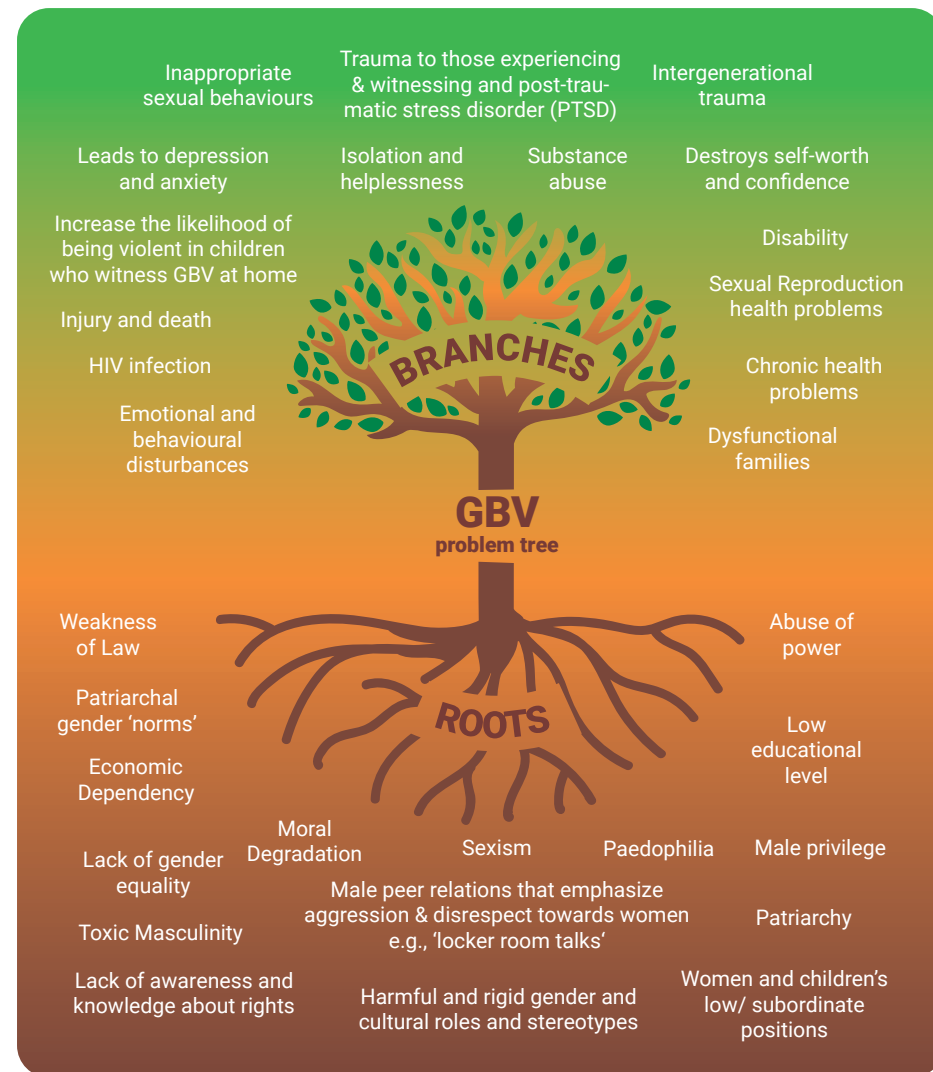 Inappropriate
sexual behaviours
Trauma to those experiencing
& witnessing and post-trau-
matic stress disorder (PTSD)
Intergenerational
trauma
Leads to depression
and anxiety
Isolation and
helplessness
Substance
abuse
Destroys self-worth
and confidence
Increase the likelihood of
being violent in children
who witness GBV at home
Disability
Sexual Reproduction
health problems
Injury and death
HIV infection
Chronic health
problems
Emotional and
behavioural
disturbances
Dysfunctional
families
BRANCHES
GBV
problem tree
Weakness
of Law
Abuse of
power
Patriarchal
gender ‘norms’
ROOTS
Low
educational
level
Economic
Dependency
Moral
Degradation
Sexism
Paedophilia
Male privilege
Lack of gender
equality
Male peer relations that emphasize
aggression & disrespect towards women
e.g., ‘locker room talks‘
Patriarchy
Toxic Masculinity
Lack of awareness and
knowledge about rights
Harmful and rigid gender and
cultural roles and stereotypes
Women and children’s
low/ subordinate
positions